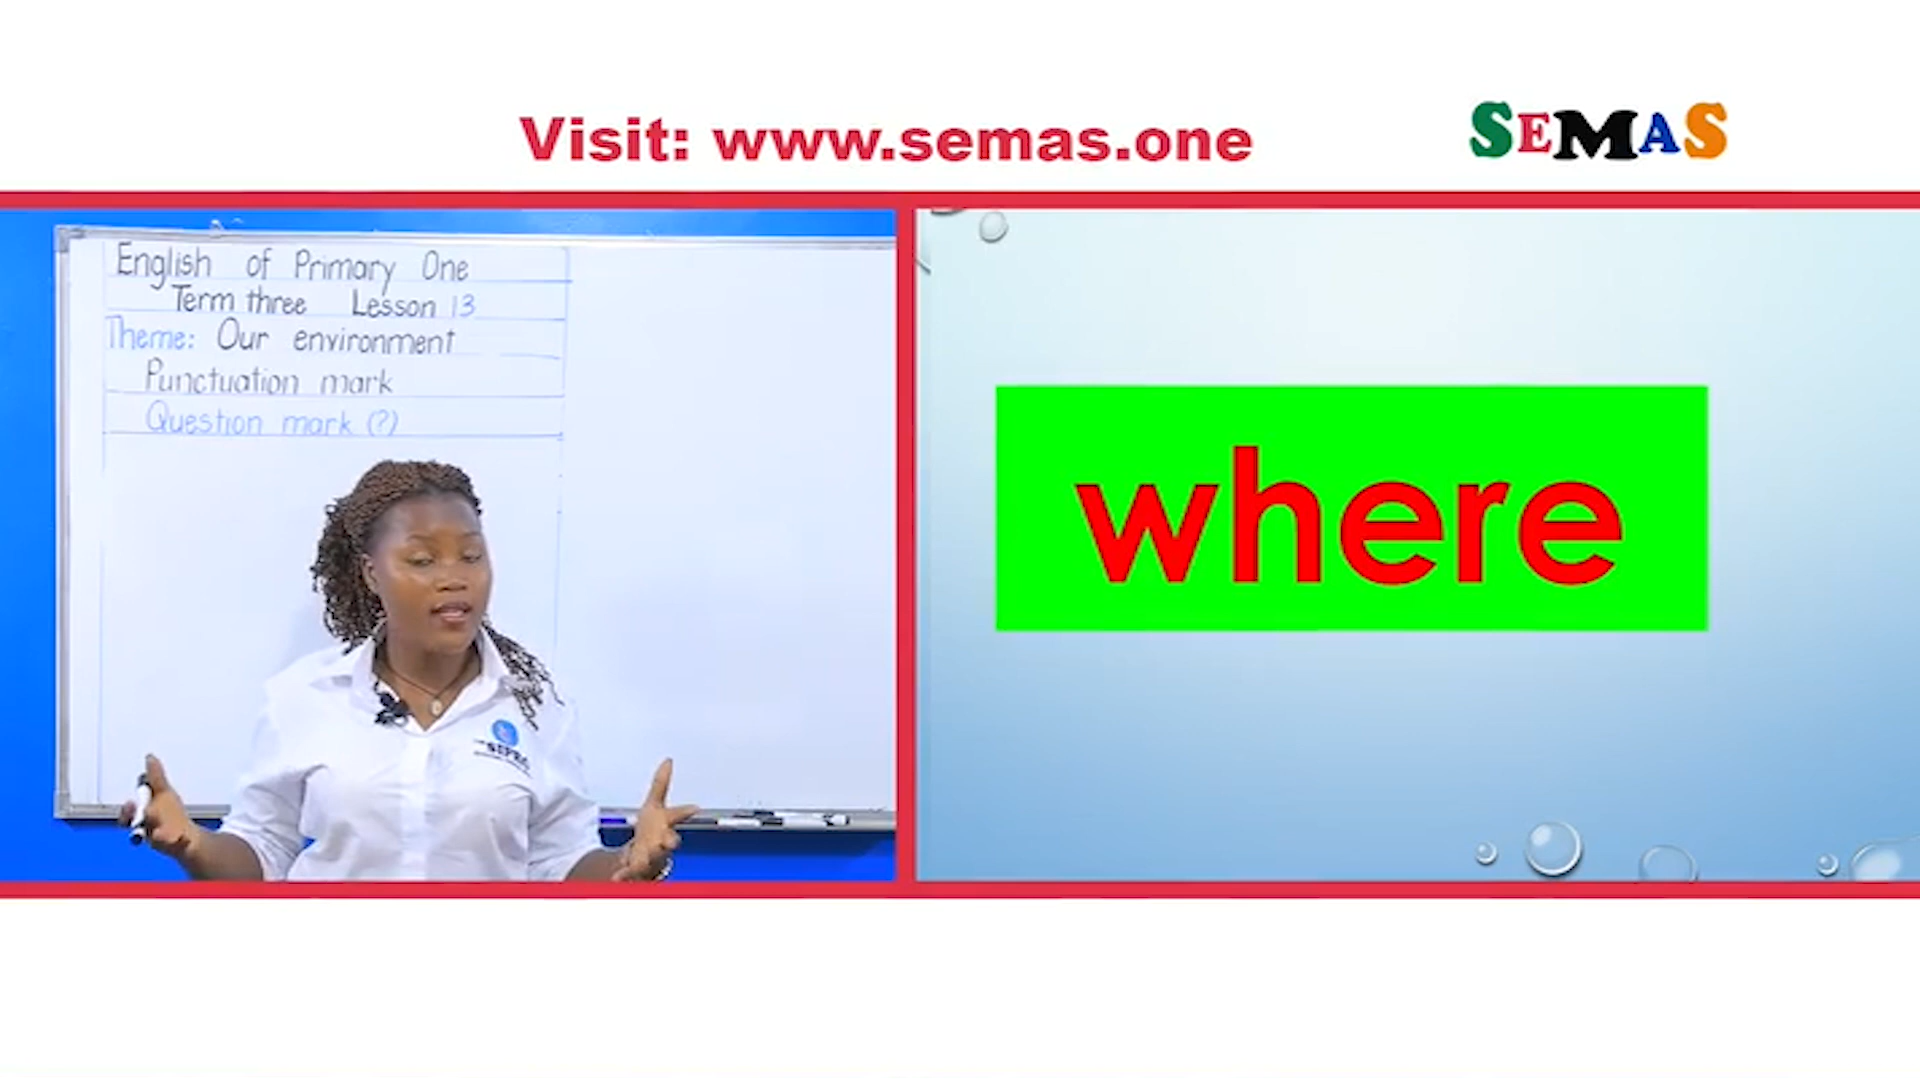 Visit: www.semas.one
SEMAS
English of Primary One
Term three Lesson 13
Theme: Our environment
Punctuation mark
Question mark (?)
where